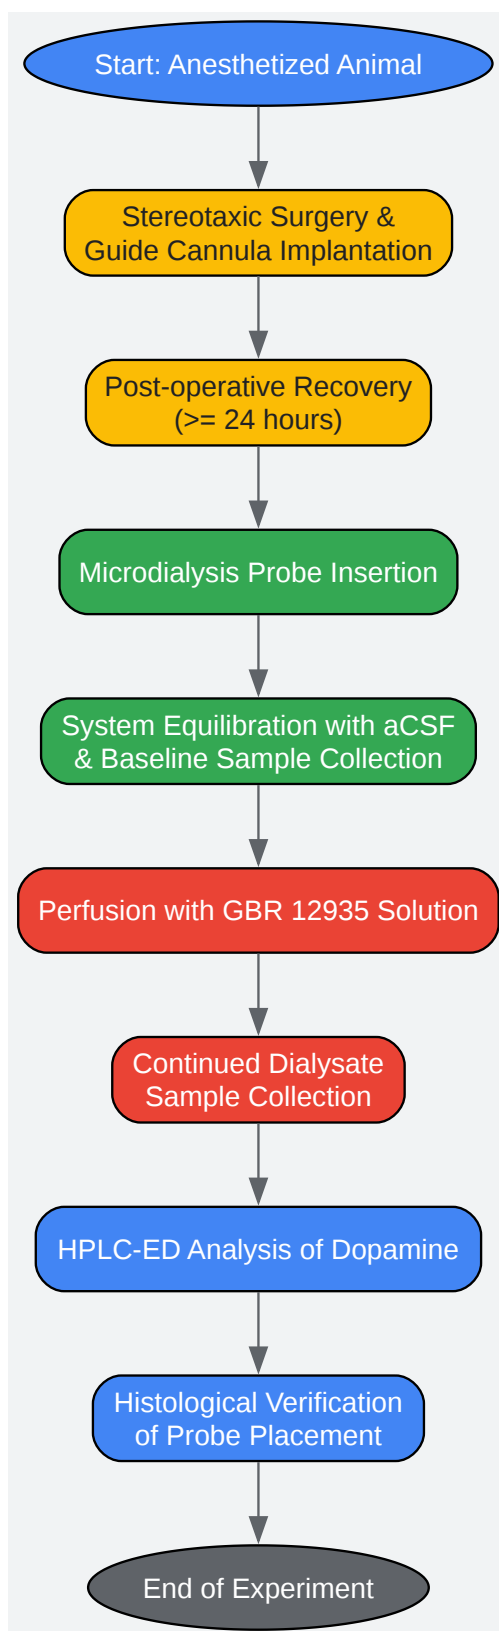 Start: Anesthetized Animal
Stereotaxic Surgery &
Guide Cannula Implantation
Post-operative Recovery
(>= 24 hours)
Microdialysis Probe Insertion
System Equilibration with aCSF
& Baseline Sample Collection
Perfusion with GBR 12935 Solution
Continued Dialysate
Sample Collection
HPLC-ED Analysis of Dopamine
Histological Verification
of Probe Placement
End of Experiment